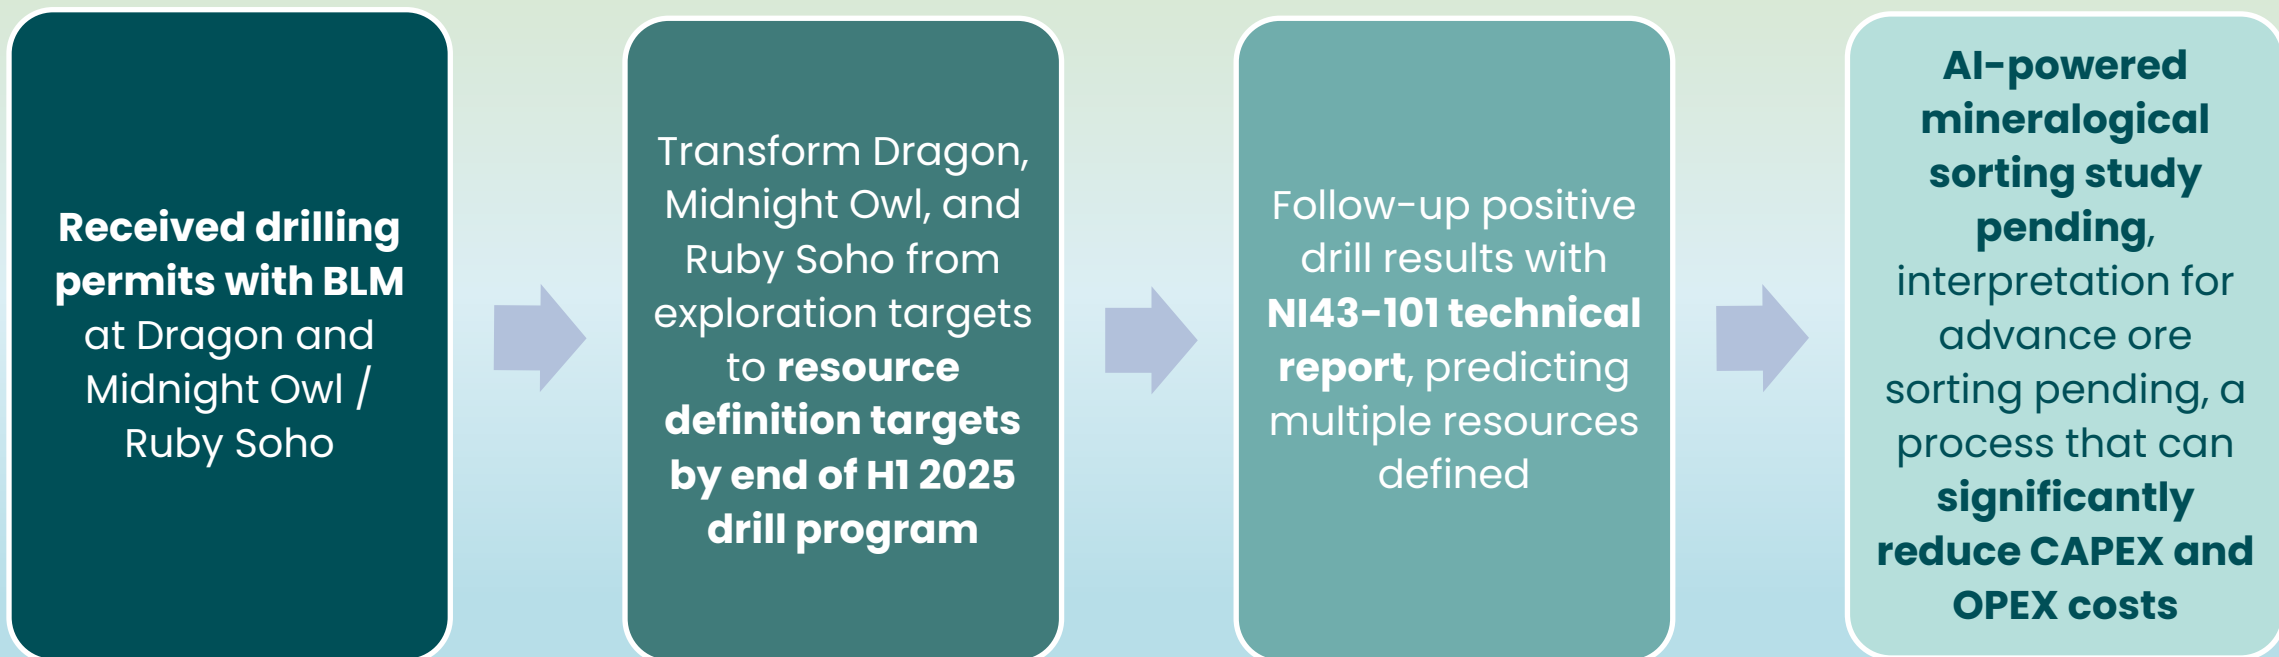 Received drilling
permits with BLM
at Dragon and
Midnight Owl /
Ruby Soho
Transform Dragon,
Midnight Owl, and
Ruby Soho from
exploration targets
to resource
definition targets
by end of H1 2025
drill program
Follow-up positive
drill results with
NI43-101 technical
report, predicting
multiple resources
defined
AI-powered
mineralogical
sorting study
pending,
interpretation for
advance ore
sorting pending, a
process that can
significantly
reduce CAPEX and
OPEX costs